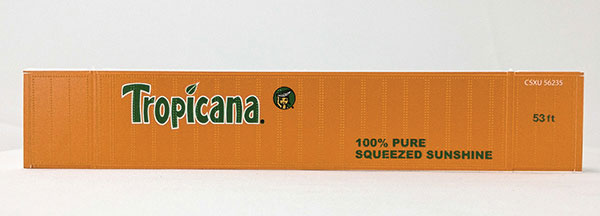 Tropicana.
CSXU 56235
53 ft
100% PURE
SQUEEZED SUNSHINE